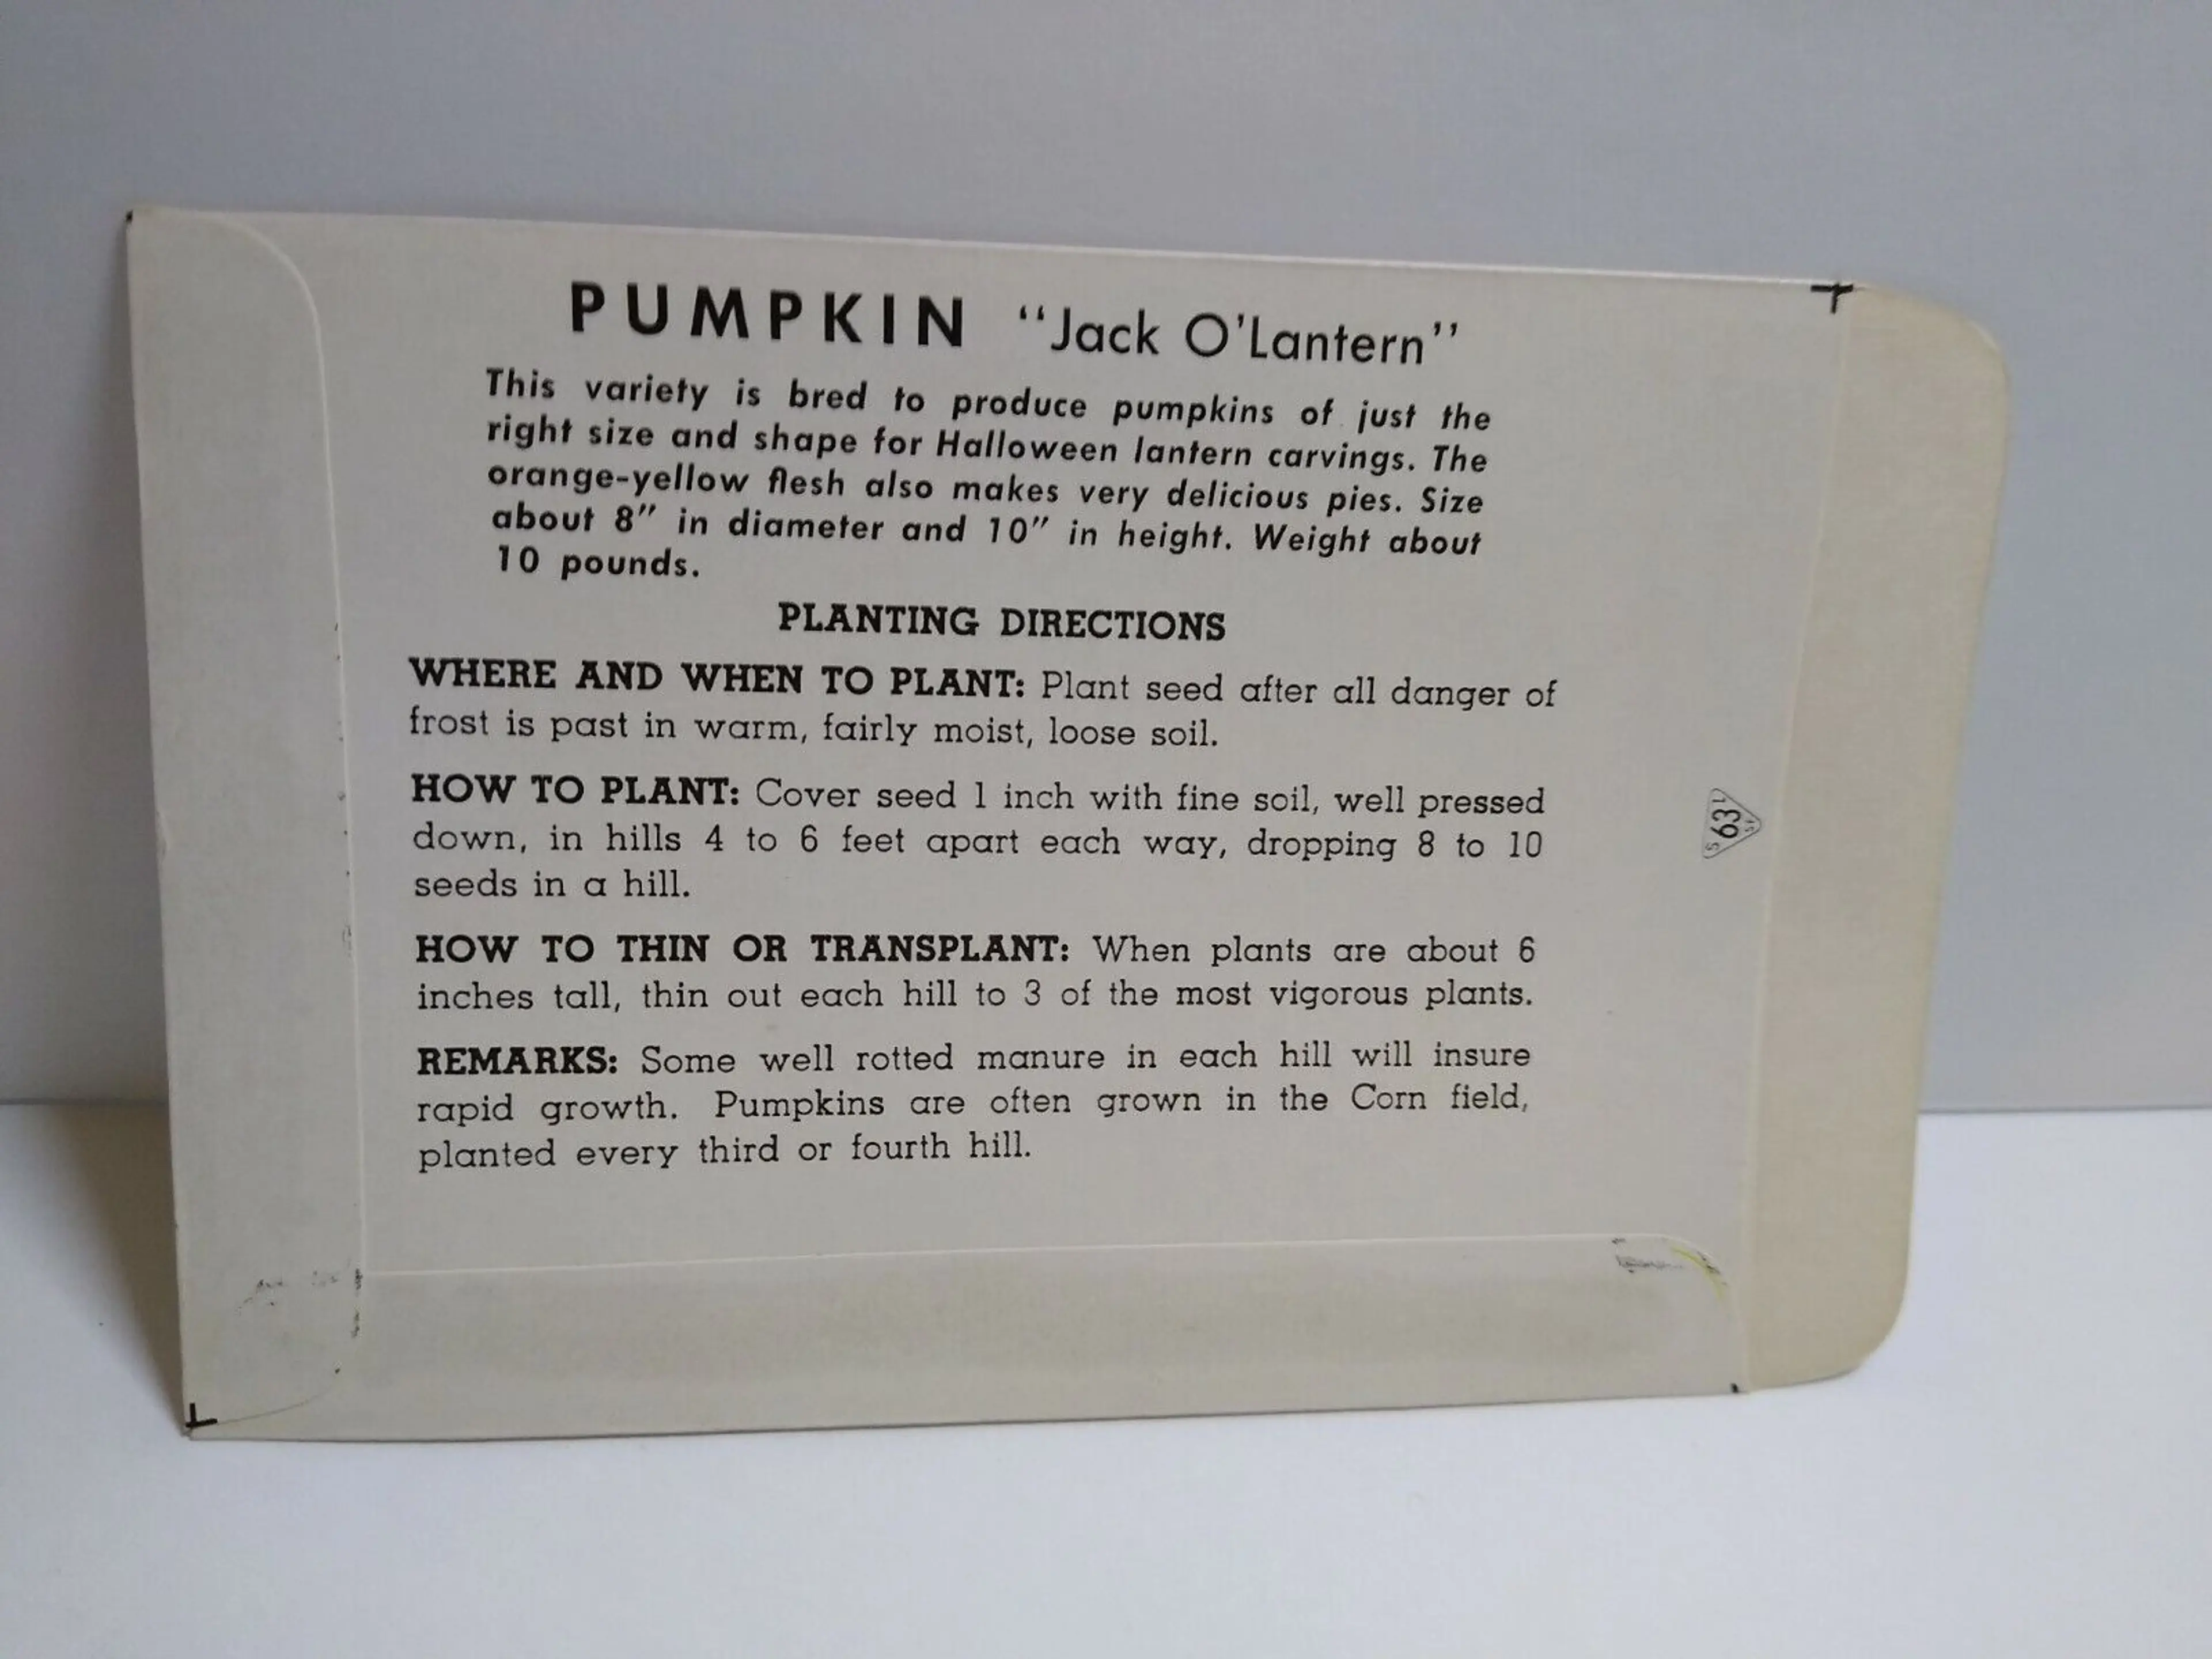 PUMPKIN "Jack O'Lantern"
This variety is bred to produce pumpkins of just the
right size and shape for Halloween lantern carvings. The
orange-yellow flesh also makes very delicious pies. Size
about 8" in diameter and 10" in height. Weight about
10 pounds.
PLANTING DIRECTIONS
WHERE AND WHEN TO PLANT: Plant seed after all danger of
frost is past in warm, fairly moist, loose soil.
HOW TO PLANT: Cover seed 1 inch with fine soil, well pressed
down, in hills 4 to 6 feet apart each way, dropping 8 to 10
seeds in a hill.
HOW TO THIN OR TRANSPLANT: When plants are about 6
inches tall, thin out each hill to 3 of the most vigorous plants.
REMARKS: Some well rotted manure in each hill will insure
rapid growth. Pumpkins are often grown in the Corn field,
planted every third or fourth hill.
63